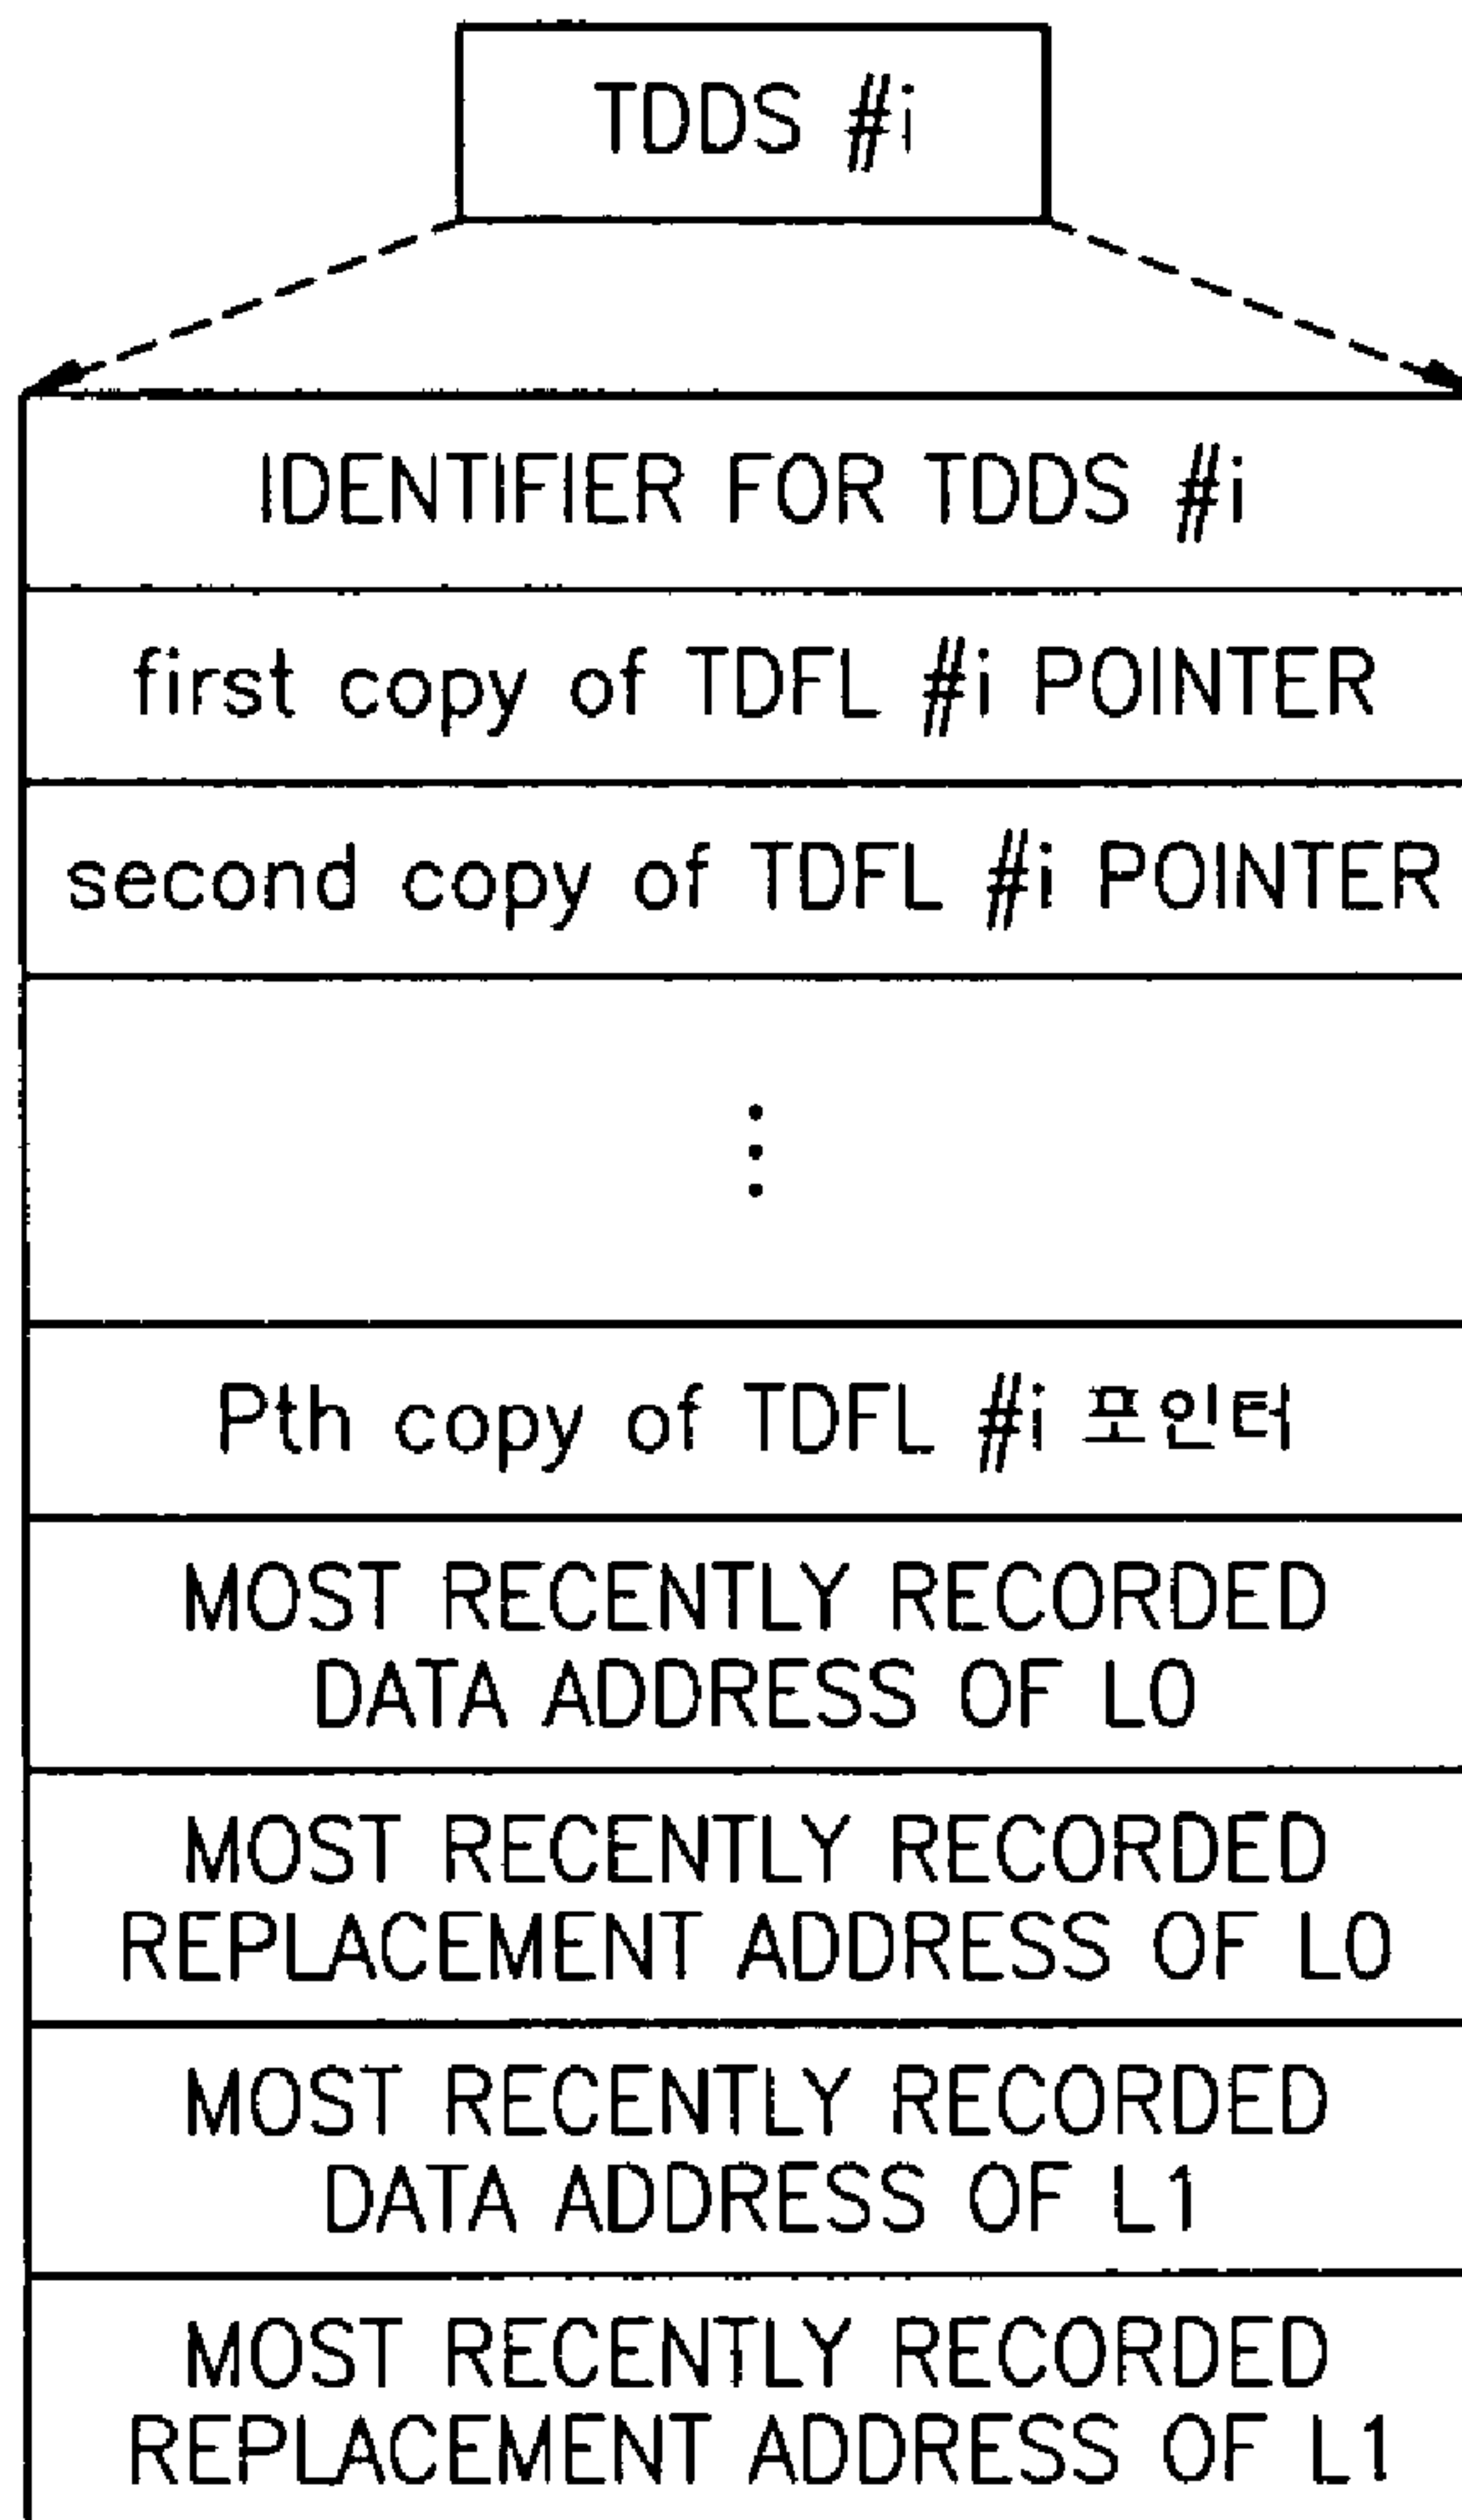 TDDS #i
IDENTIFIER FOR TDDS #i
first copy of TDFL #i POINTER
second copy of TDFL #i POINTER
Pth copy of TDFL #i 포인터
MOST RECENTLY RECORDED
DATA ADDRESS OF L0
MOST RECENTLY RECORDED
REPLACEMENT ADDRESS OF L0
MOST RECENTLY RECORDED
DATA ADDRESS OF L1
MOST RECENTLY RECORDED
REPLACEMENT ADDRESS OF L1